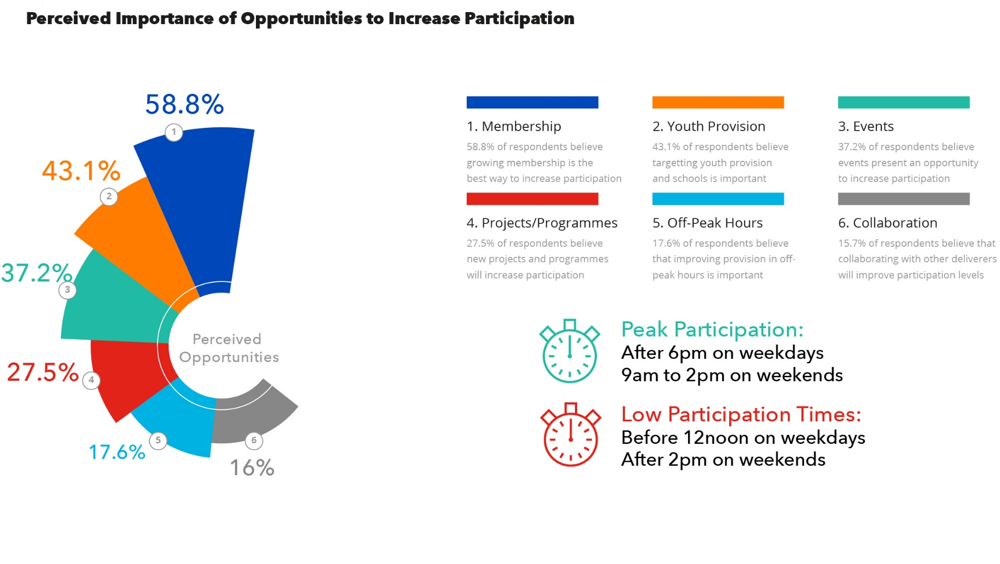 Perceived Importance of Opportunities to Increase Participation
58.8%
1
43.1%
2
37.2%
3
27.5%
4
17.6%
5
16%
6
Perceived
Opportunities
1. Membership
58.8% of respondents believe
growing membership is the
best way to increase participation
2. Youth Provision
43.1% of respondents believe
targetting youth provision
and schools is important
3. Events
37.2% of respondents believe
events present an opportunity
to increase participation
4. Projects/Programmes
27.5% of respondents believe
new projects and programmes
will increase participation
5. Off-Peak Hours
17.6% of respondents believe
that improving provision in off-
peak hours is important
6. Collaboration
15.7% of respondents believe that
collaborating with other deliverers
will improve participation levels
Peak Participation:
After 6pm on weekdays
9am to 2pm on weekends
Low Participation Times:
Before 12noon on weekdays
After 2pm on weekends